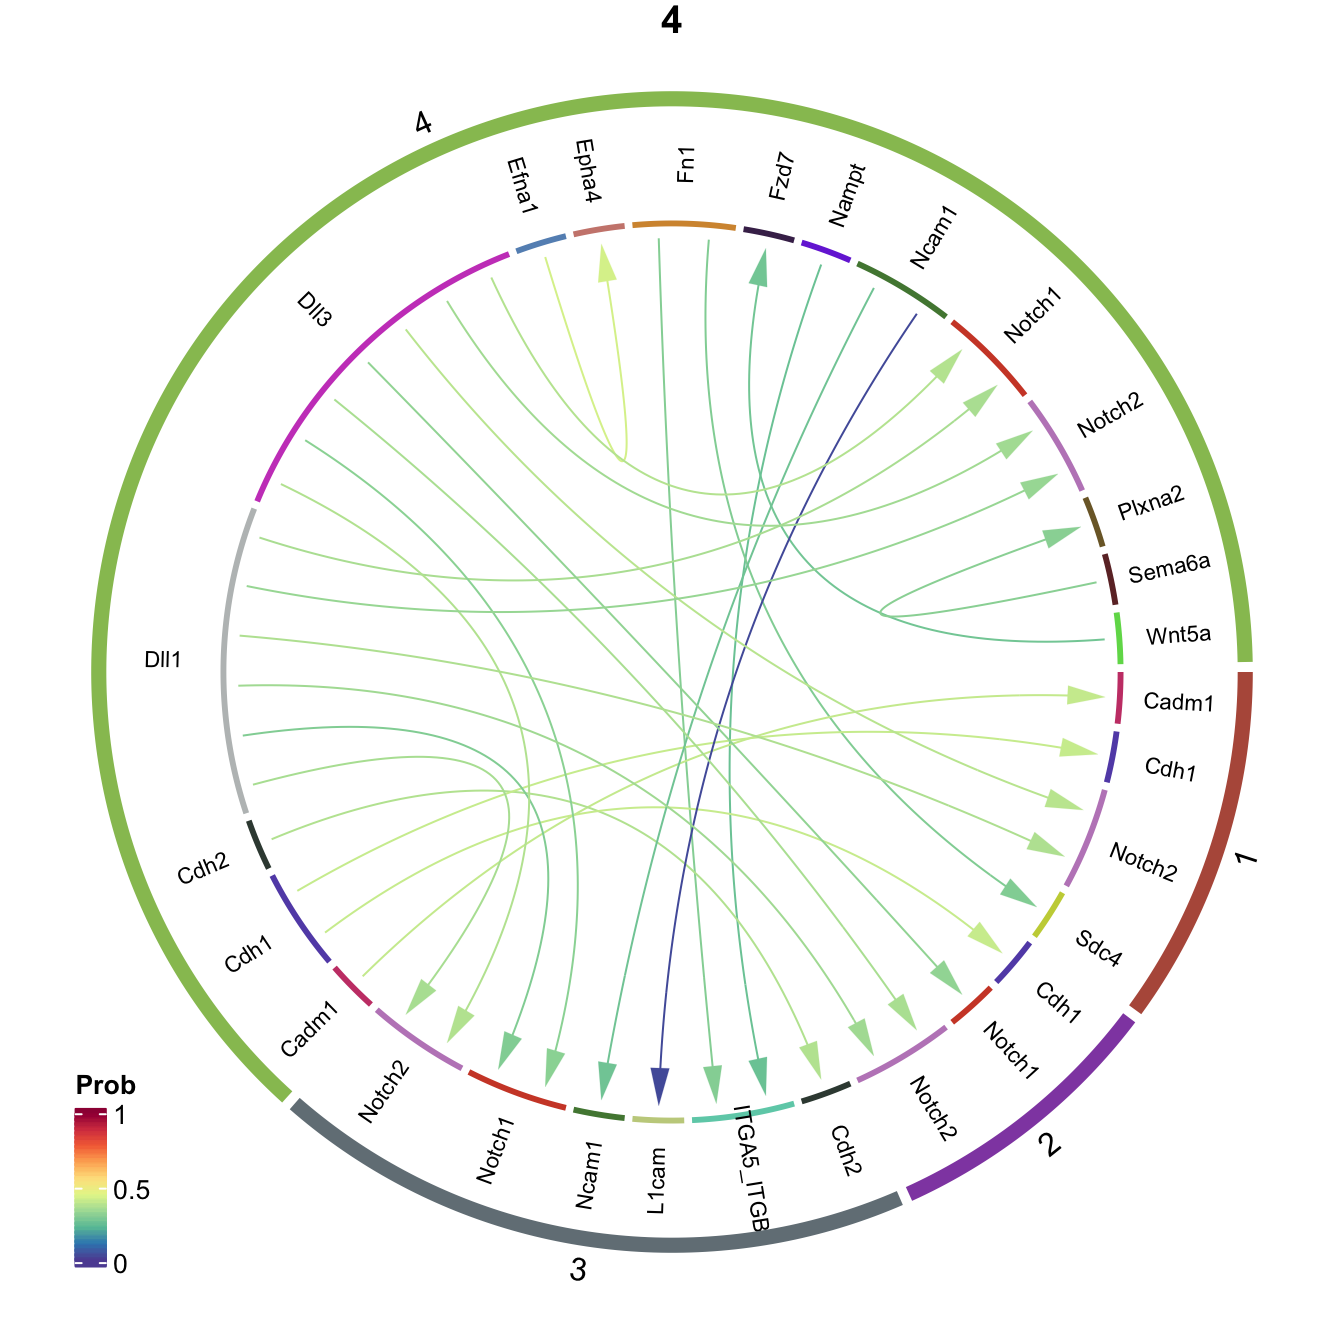 4
4
Efna1
Epha4
Fn1
Fzd7
Nampt
Ncam1
Notch1
Notch2
Plxna2
Sema6a
Wnt5a
Cadm1
Cdh1
Notch2
Sdc4
1
Cdh1
Notch1
Notch2
2
Cdh2
ITGA5_ITGB
L1cam
Ncam1
Notch1
Notch2
3
Cadm1
Cdh1
Cdh2
Dll1
Dll3
Prob
1
0.5
0